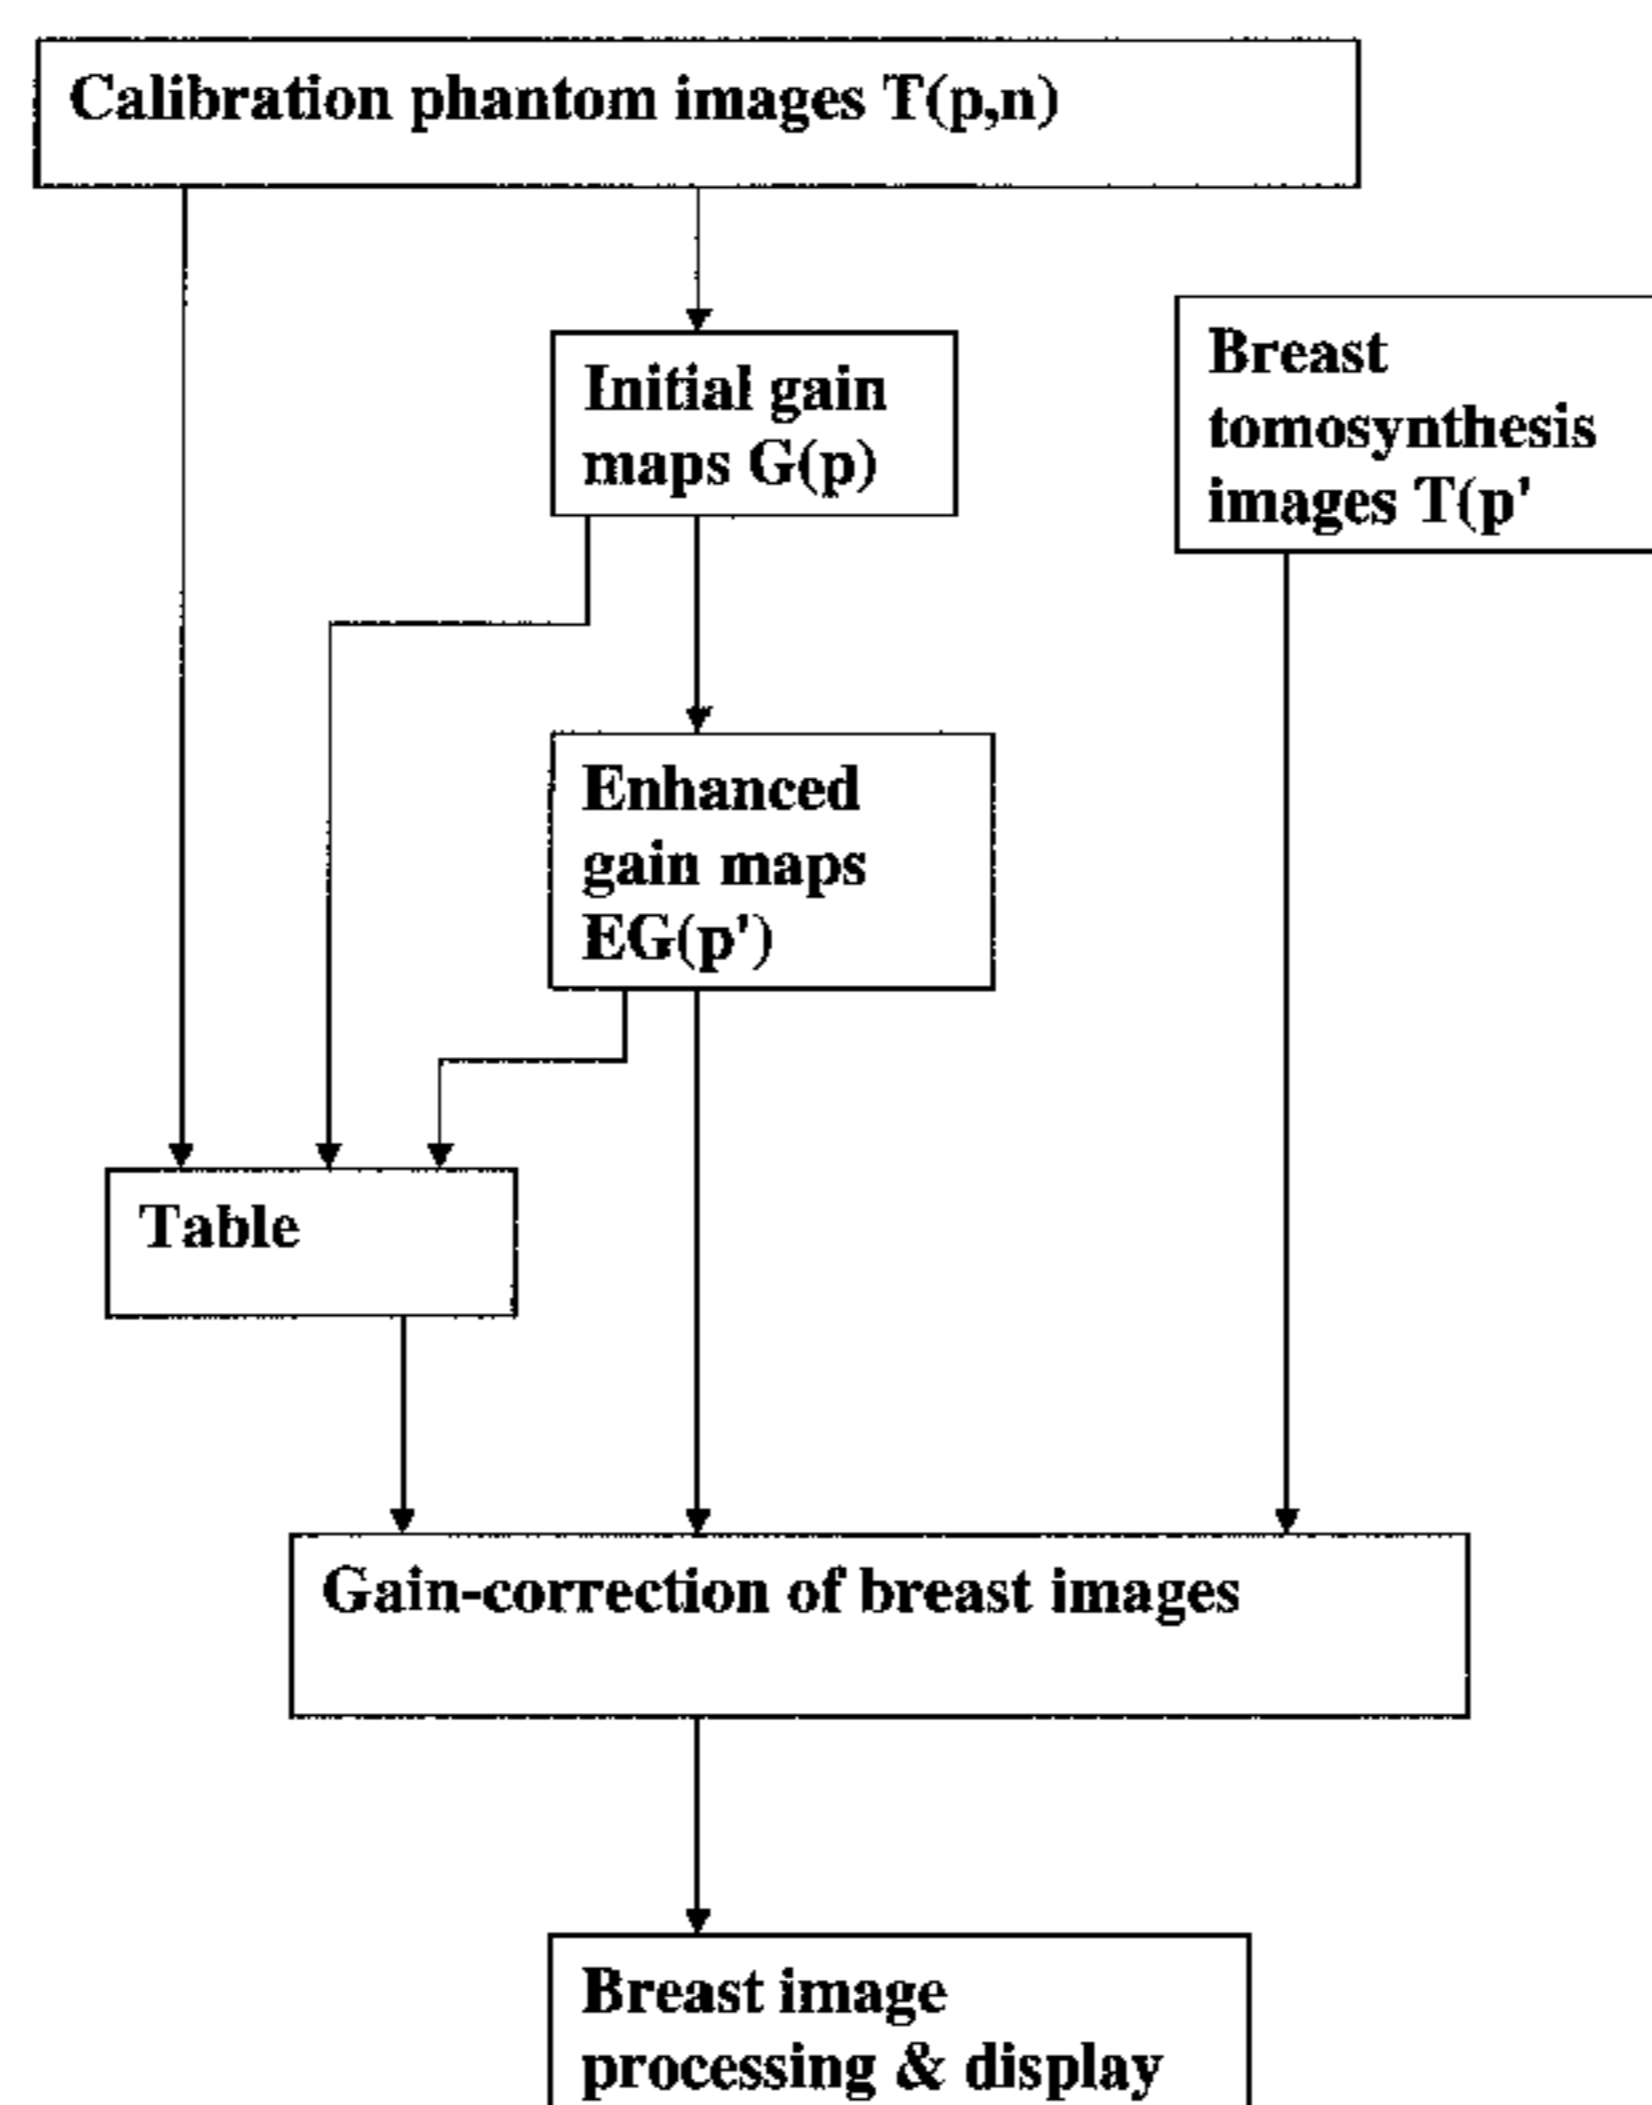 Calibration phantom images T(p,n)
Initial gain
maps G(p)
Breast
tomosynthesis
images T(p'
Enhanced
gain maps
EG(p')
Table
Gain-correction of breast images
Breast image
processing & display